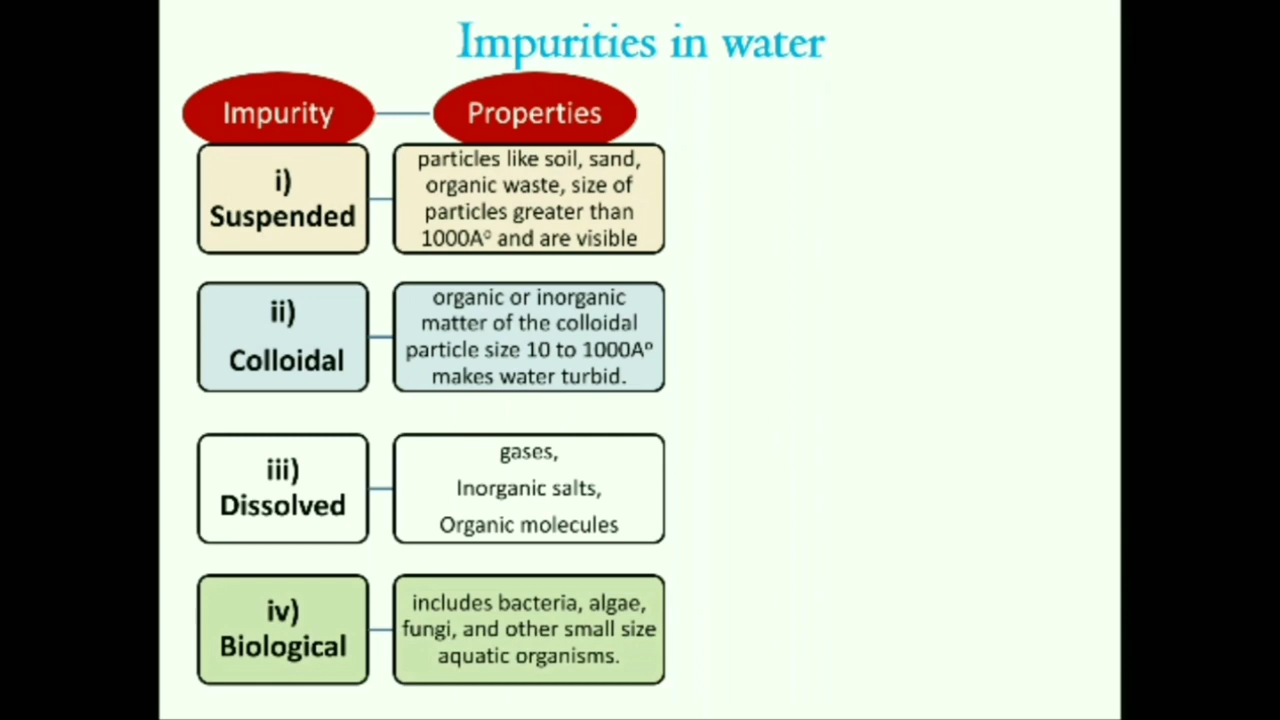 Impurities in water
Impurity
Properties
i)
Suspended
particles like soil, sand,
organic waste, size of
particles greater than
1000Aº and are visible
ii)
Colloidal
organic or inorganic
matter of the colloidal
particle size 10 to 1000Aº
makes water turbid.
iii)
Dissolved
gases,
Inorganic salts,
Organic molecules
iv)
Biological
includes bacteria, algae,
fungi, and other small size
aquatic organisms.